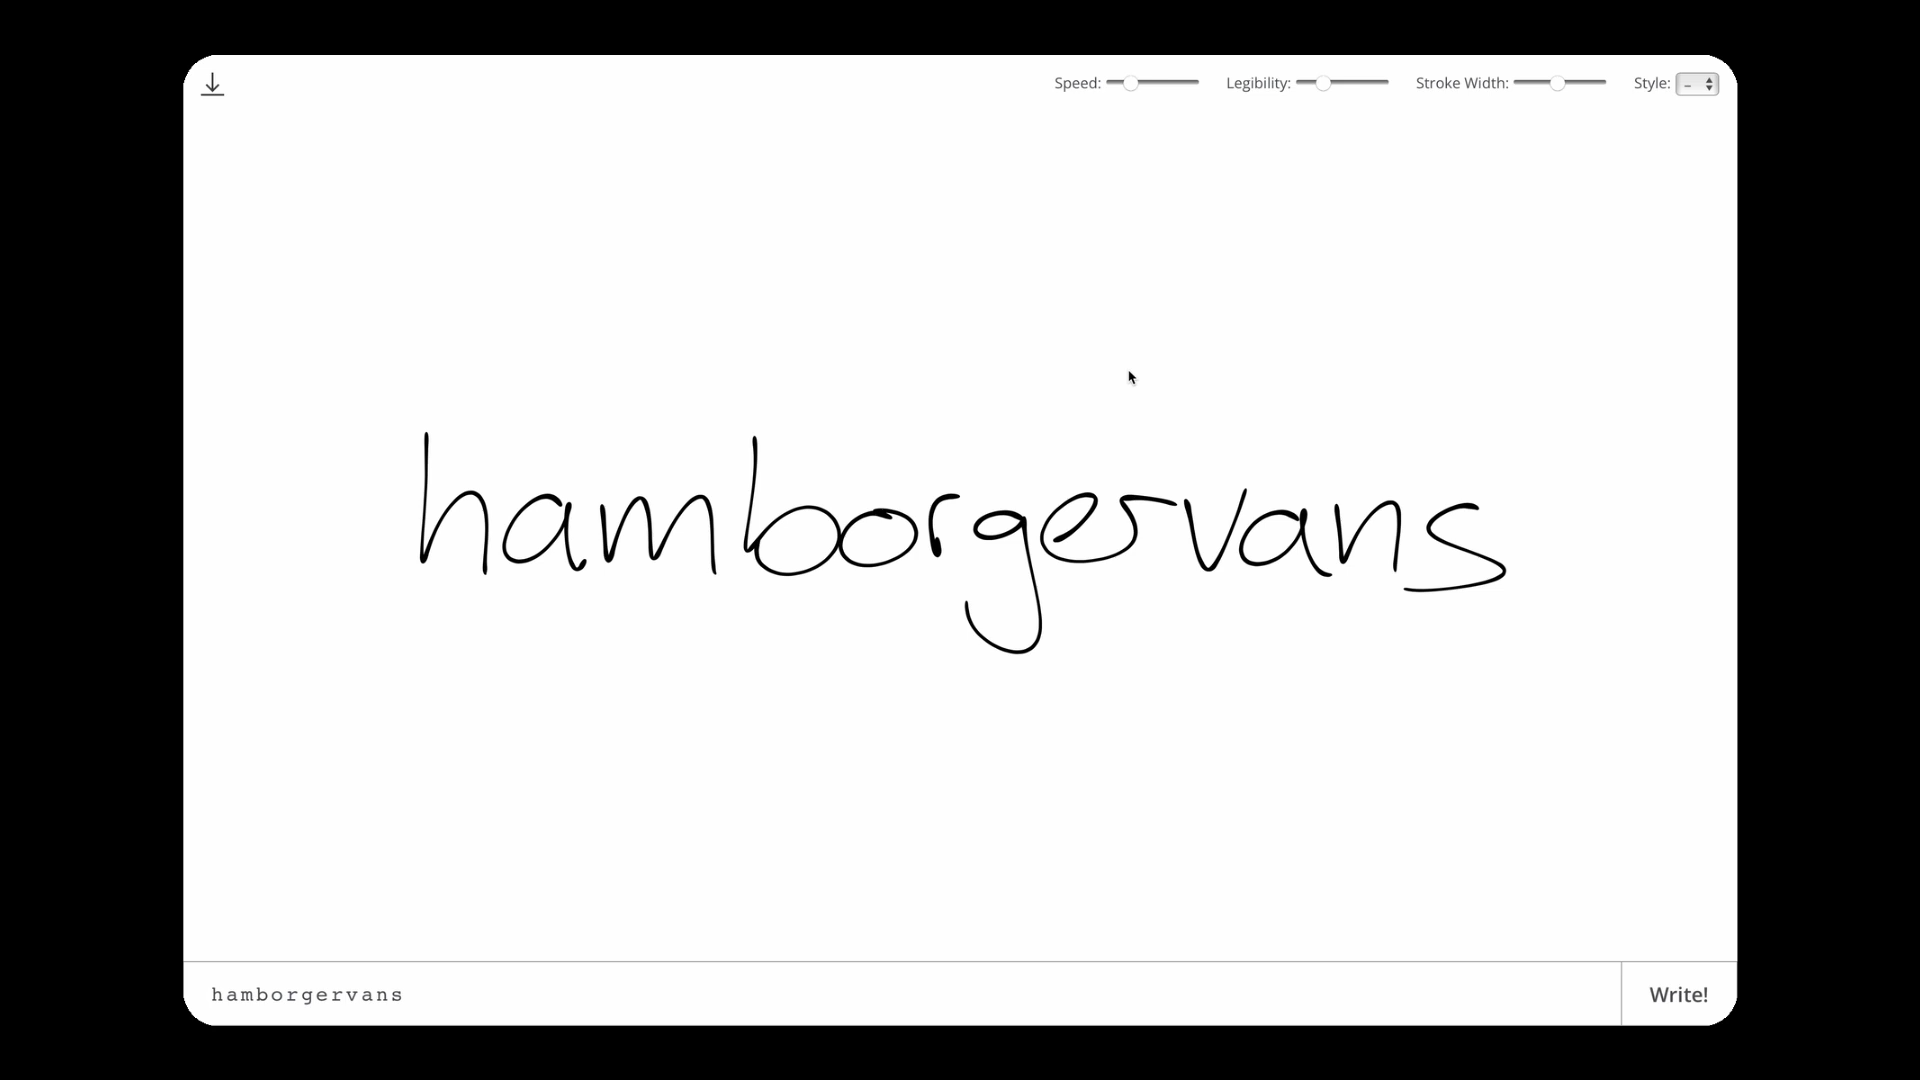 Speed: Legibility: Stroke Width: Style: –
hamborgervans
hamborgervans Write!